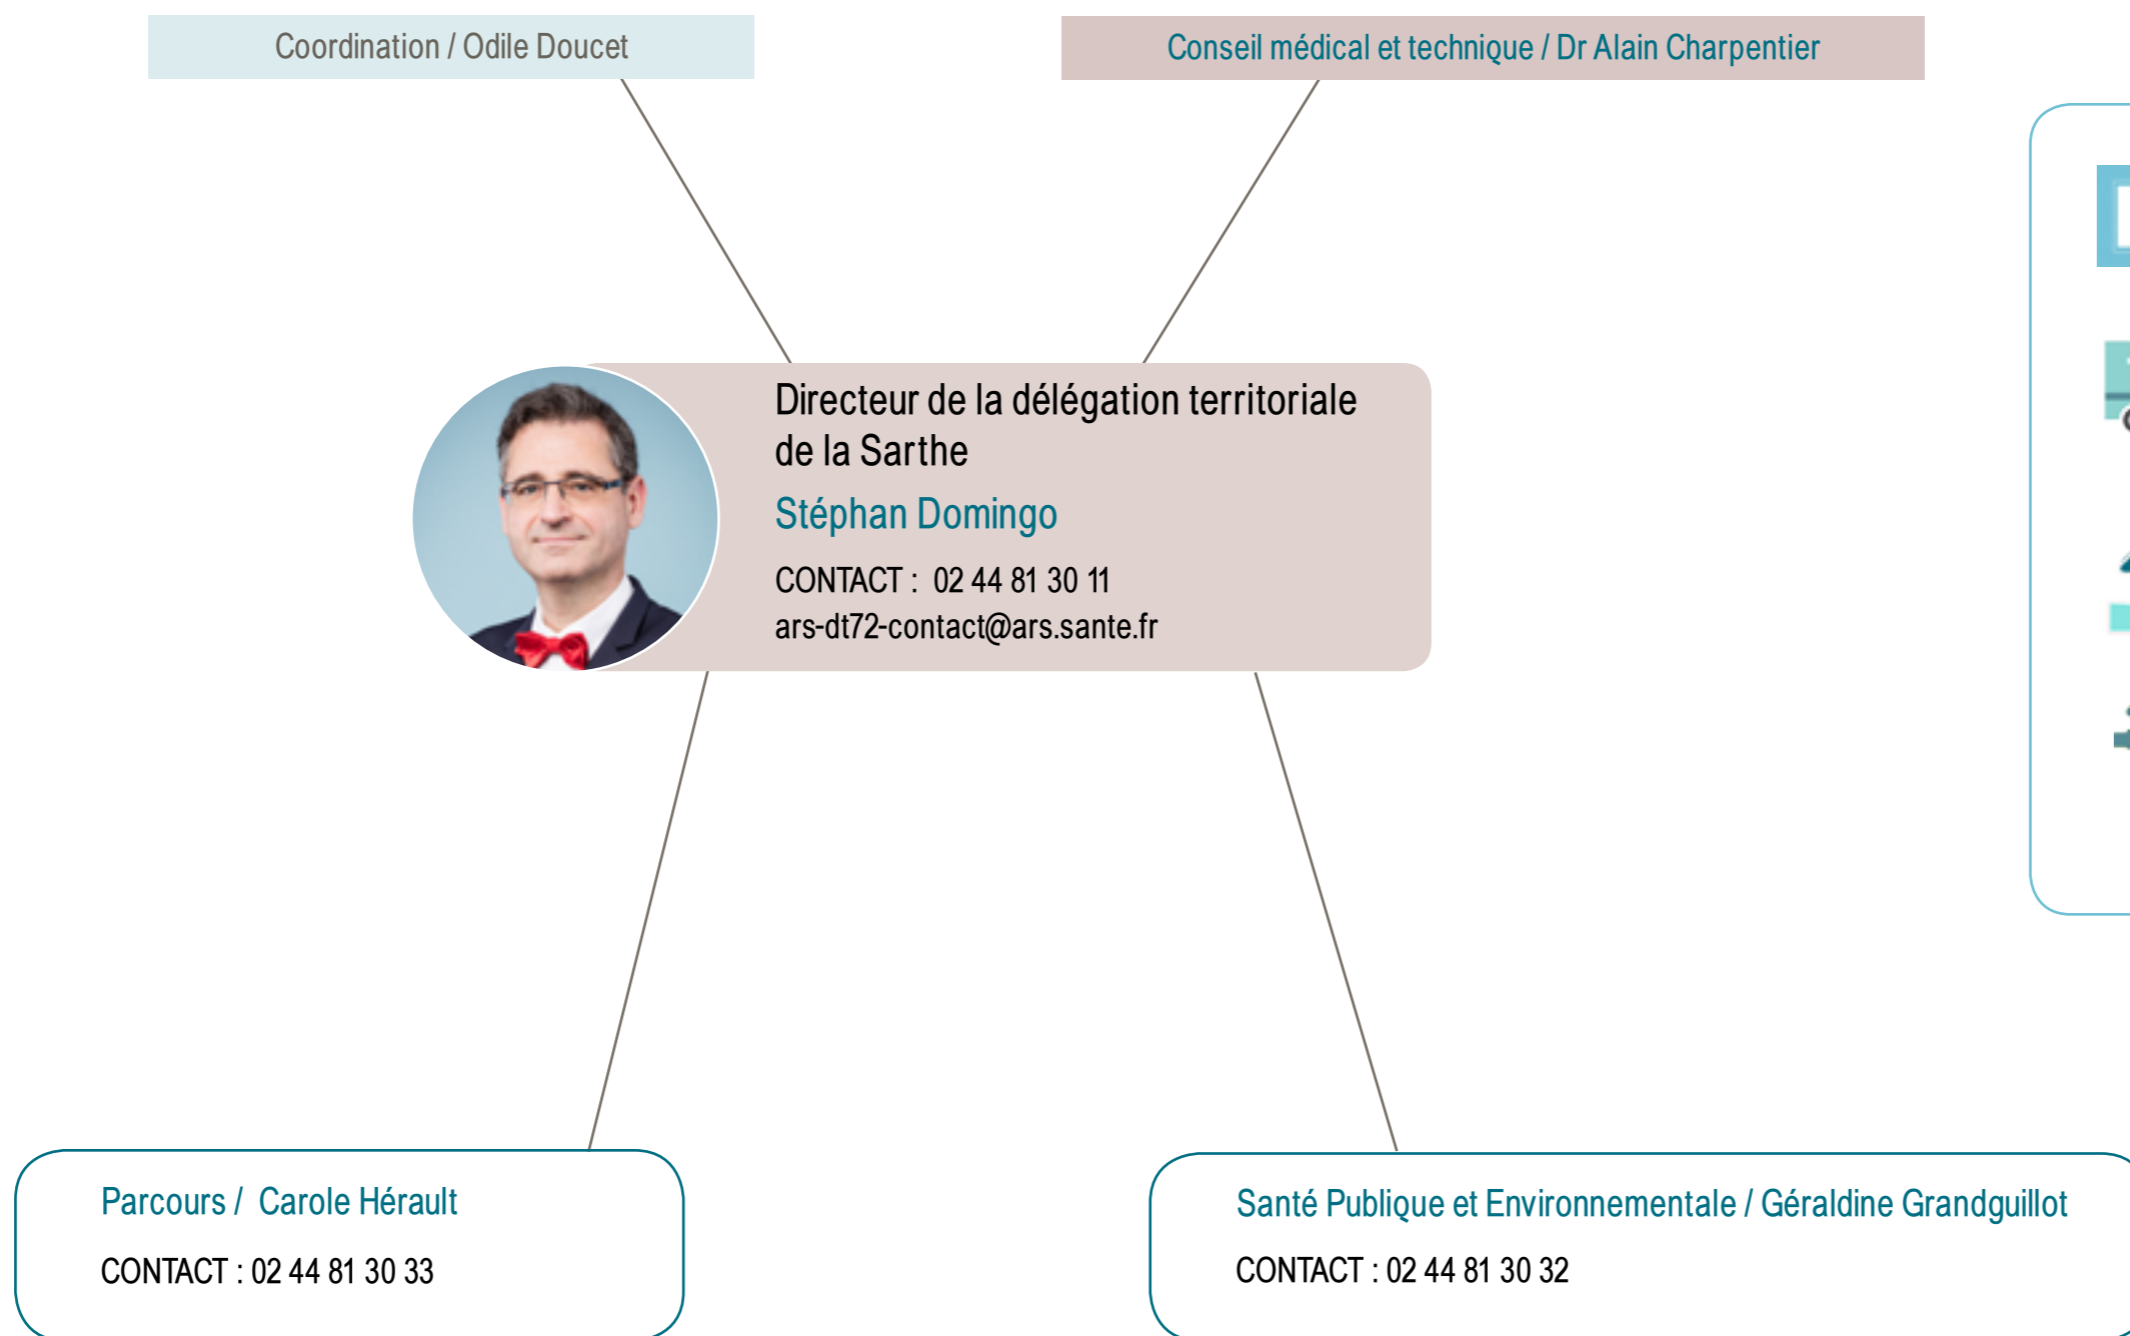 Coordination / Odile Doucet
Conseil médical et technique / Dr Alain Charpentier
Directeur de la délégation territoriale
de la Sarthe
Stéphan Domingo
CONTACT : 02 44 81 30 11
ars-dt72-contact@ars.sante.fr
Parcours / Carole Hérault
CONTACT : 02 44 81 30 33
Santé Publique et Environnementale / Géraldine Grandguillot
CONTACT : 02 44 81 30 32